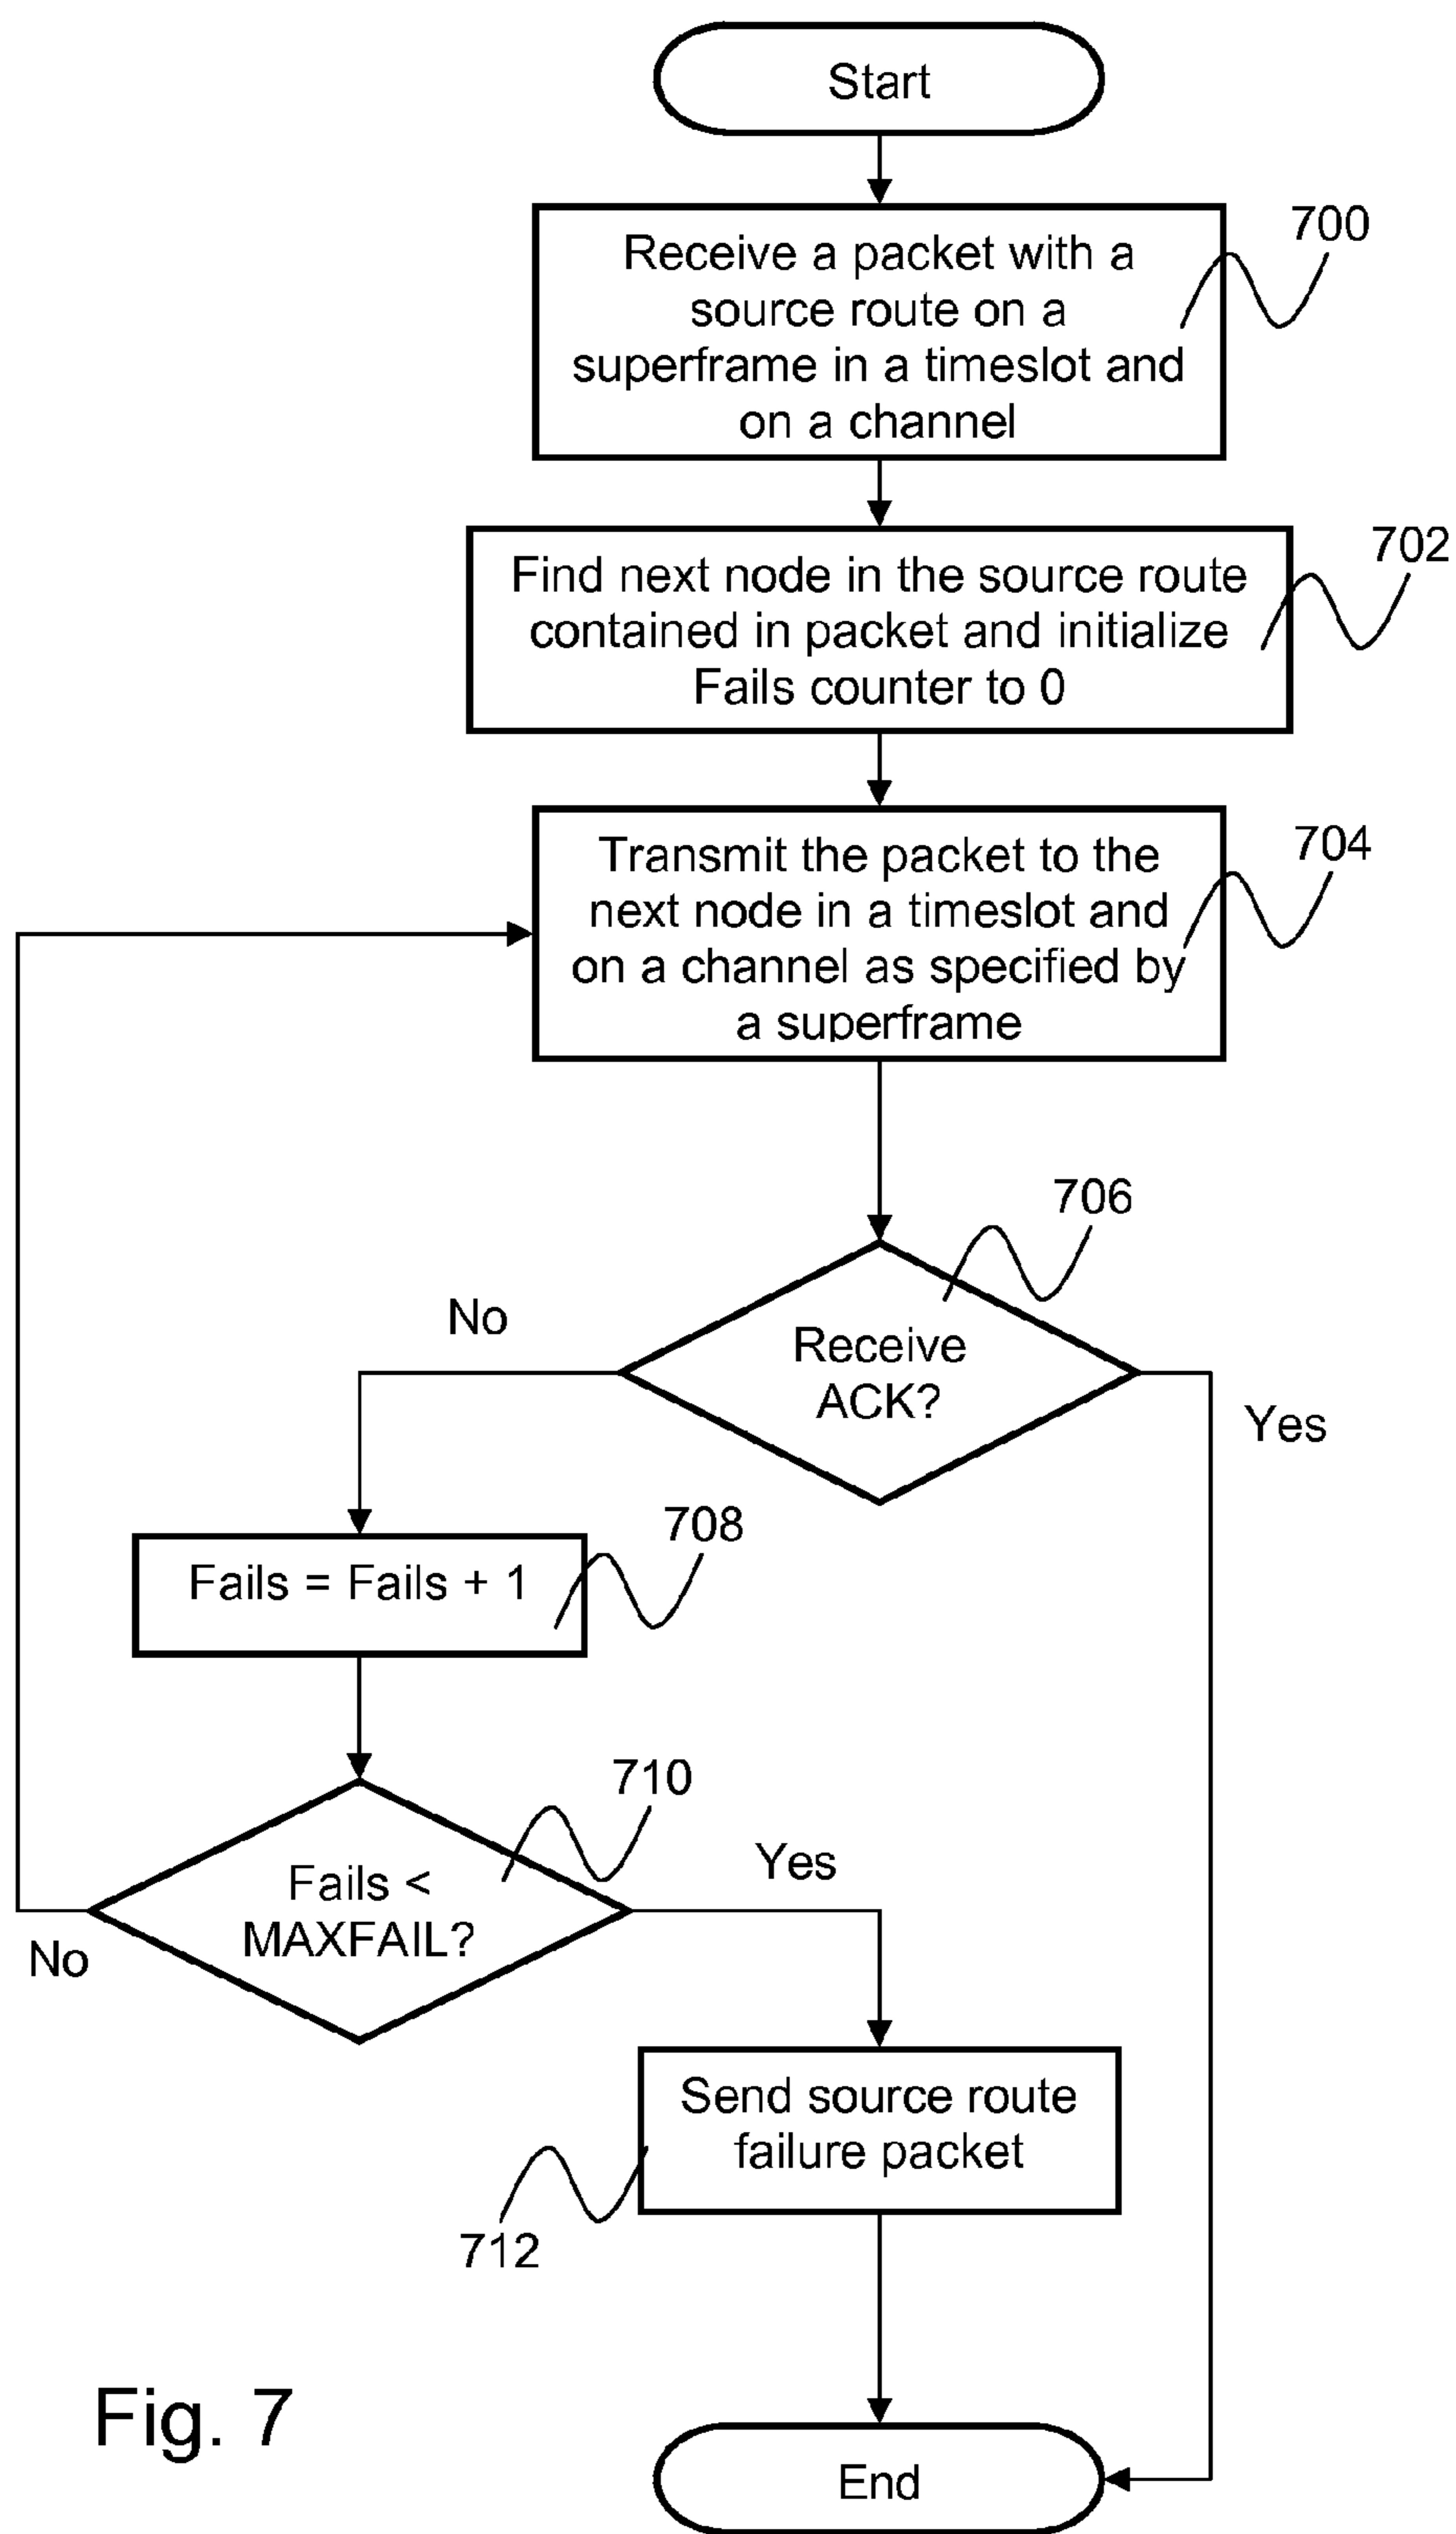 Start
700
Receive a packet with a
source route on a
superframe in a timeslot and
on a channel
702
Find next node in the source route
contained in packet and initialize
Fails counter to 0
704
Transmit the packet to the
next node in a timeslot and
on a channel as specified by
a superframe
706
No
Receive
ACK?
Yes
708
Fails = Fails + 1
710
Fails <
MAXFAIL?
Yes
No
Send source route
failure packet
712
Fig. 7
End